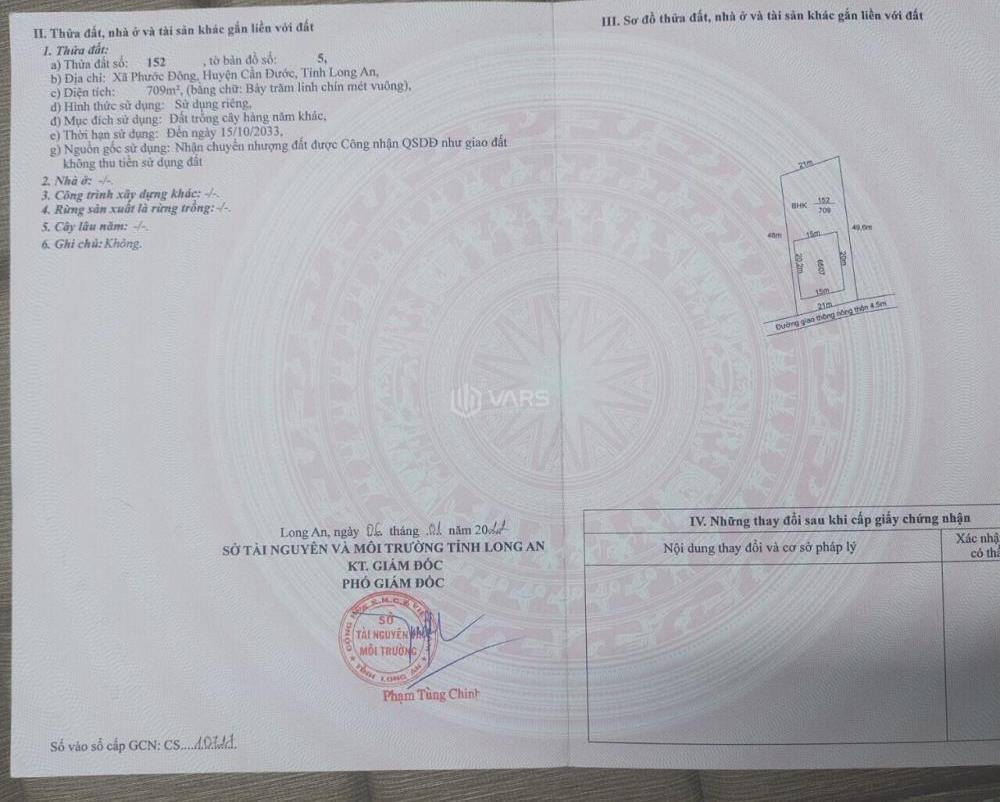 II. Thửa đất, nhà ở và tài sản khác gắn liền với đất
1. Thửa đất:
a) Thửa đất số: 152 , tờ bản đồ số: 5,
b) Địa chỉ: Xã Phước Đông, Huyện Cần Đước, Tỉnh Long An,
c) Diện tích: 709m², (bằng chữ: Bảy trăm linh chín mét vuông),
d) Hình thức sử dụng: Sử dụng riêng,
đ) Mục đích sử dụng: Đất trồng cây hàng năm khác,
e) Thời hạn sử dụng: Đến ngày 15/10/2033,
g) Nguồn gốc sử dụng: Nhận chuyển nhượng đất được Công nhận QSDĐ như giao đất
không thu tiền sử dụng đất
2. Nhà ở: -/-.
3. Công trình xây dựng khác: -/-.
4. Rừng sản xuất là rừng trồng: -/-.
5. Cây lâu năm: -/-.
6. Ghi chú: Không.
Long An, ngày 06 tháng 01 năm 20
SỞ TÀI NGUYÊN VÀ MÔI TRƯỜNG TỈNH LONG AN
KT. GIÁM ĐỐC
PHÓ GIÁM ĐỐC
SỞ
TÀI NGUYÊN
MÔI TRƯỜNG
TỈNH LONG AN
Phạm Tùng Chinh
Số vào sổ cấp GCN: CS....
VARS
III. Sơ đồ thửa đất, nhà ở và tài sản khác gắn liền với đất
21m
BHK 152
709
48m
49,6m
15m
20,2m
6507
20m
15m
21m
Đường giao thông nông thôn 4.5m
IV. Những thay đổi sau khi cấp giấy chứng nhận
Nội dung thay đổi và cơ sở pháp lý
Xác nhậ
có thẩ